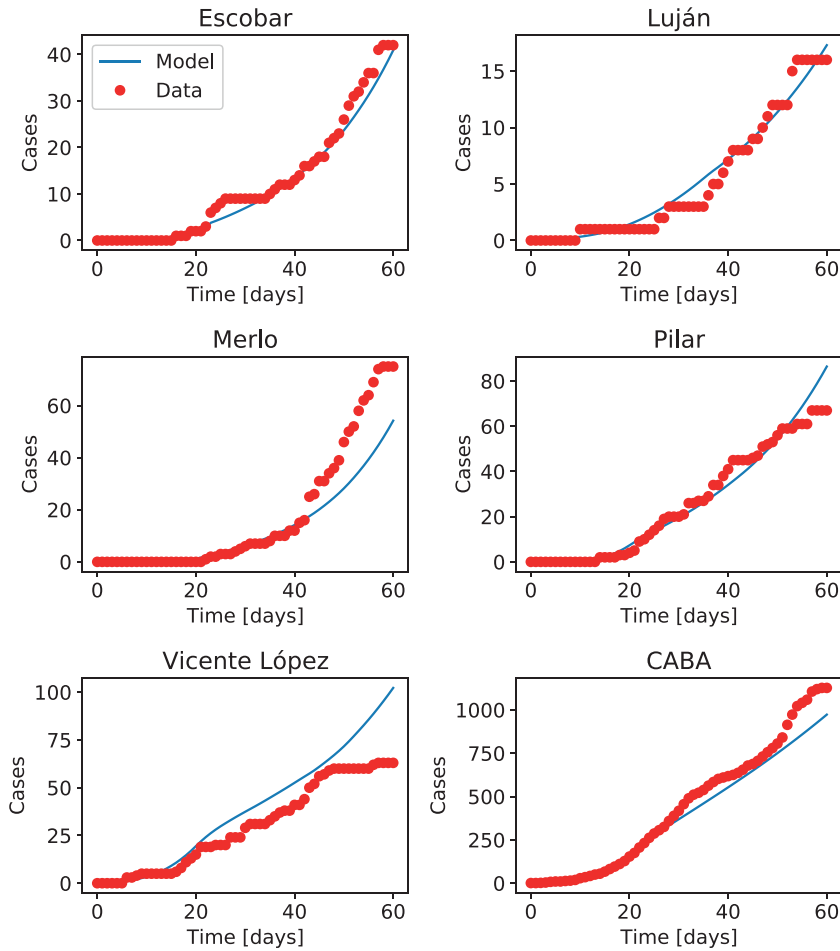 Escobar
Model
Data
Cases
40
30
20
10
0
0 20 40 60
Time [days]
Luján
Cases
15
10
5
0
0 20 40 60
Time [days]
Merlo
Cases
60
40
20
0
0 20 40 60
Time [days]
Pilar
Cases
80
60
40
20
0
0 20 40 60
Time [days]
Vicente López
Cases
100
75
50
25
0
0 20 40 60
Time [days]
CABA
Cases
1000
750
500
250
0
0 20 40 60
Time [days]